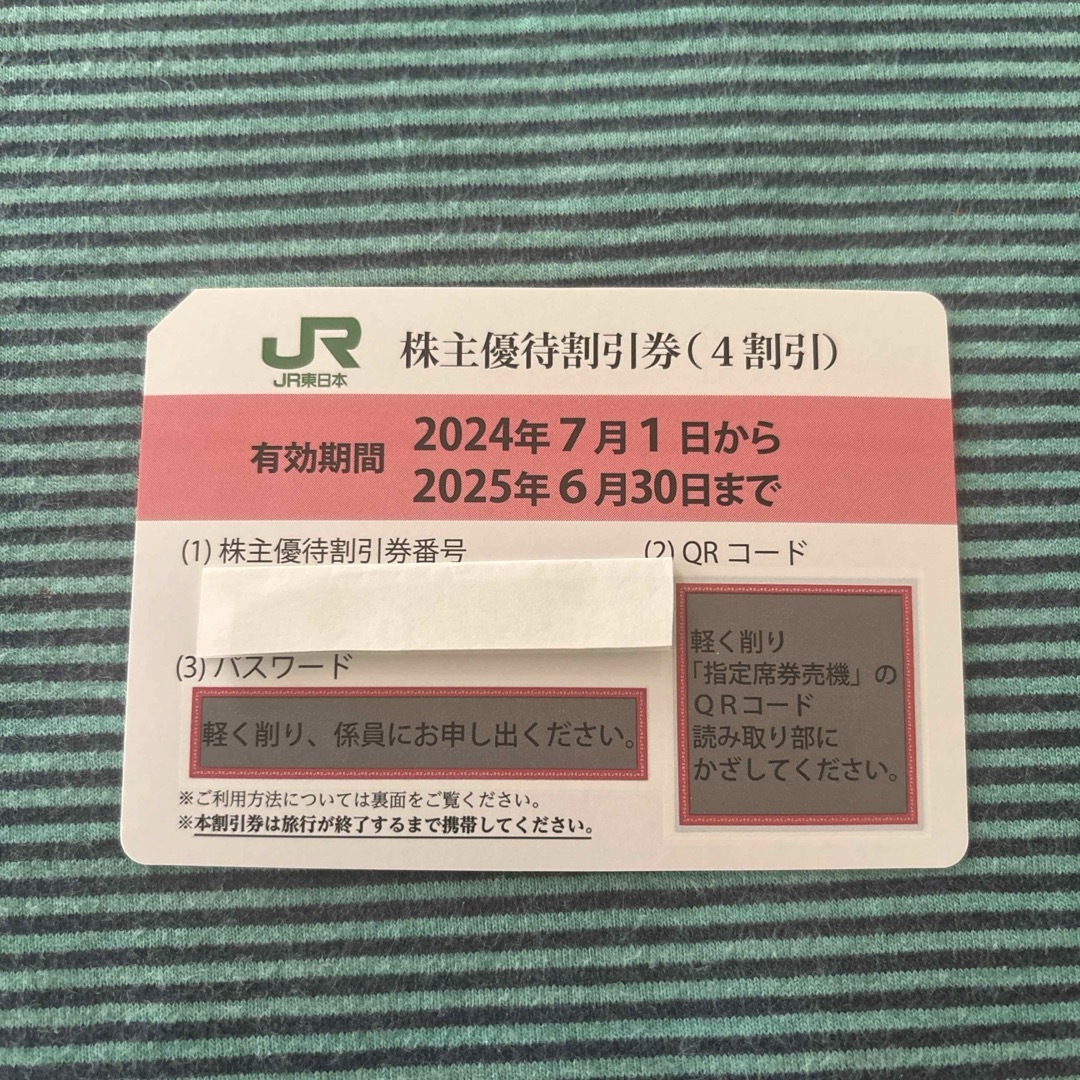 JR
JR東日本
株主優待割引券(4割引)
有効期間
2024年7月1日から
2025年6月30日まで
(1) 株主優待割引券番号
(2) QRコード
軽く削り
「指定席券売機」の
QRコード
読み取り部に
かざしてください。
(3) パスワード
軽く削り、係員にお申し出ください。
※ご利用方法については裏面をご覧ください。
※本割引券は旅行が終了するまで携帯してください。